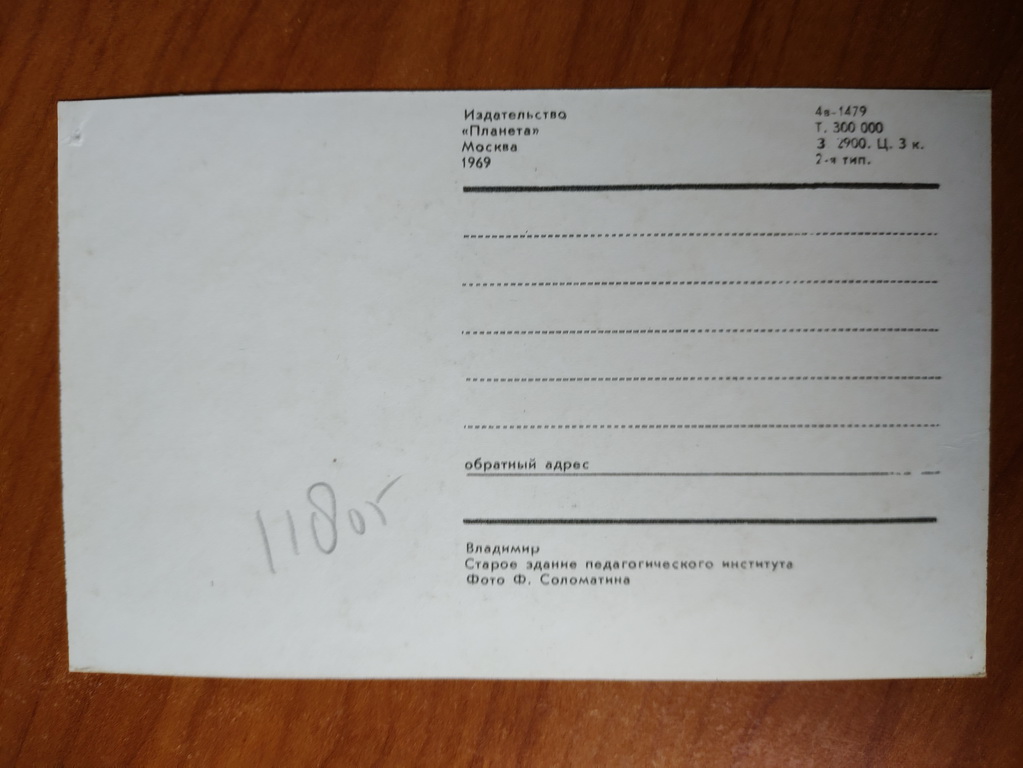 Издательство
«Планета»
Москва
1969
4в-1479
Т. 300 000
З 2900. Ц. 3 к.
2-я тип.
обратный адрес
Владимир
Старое здание педагогического института
Фото Ф. Соломатина